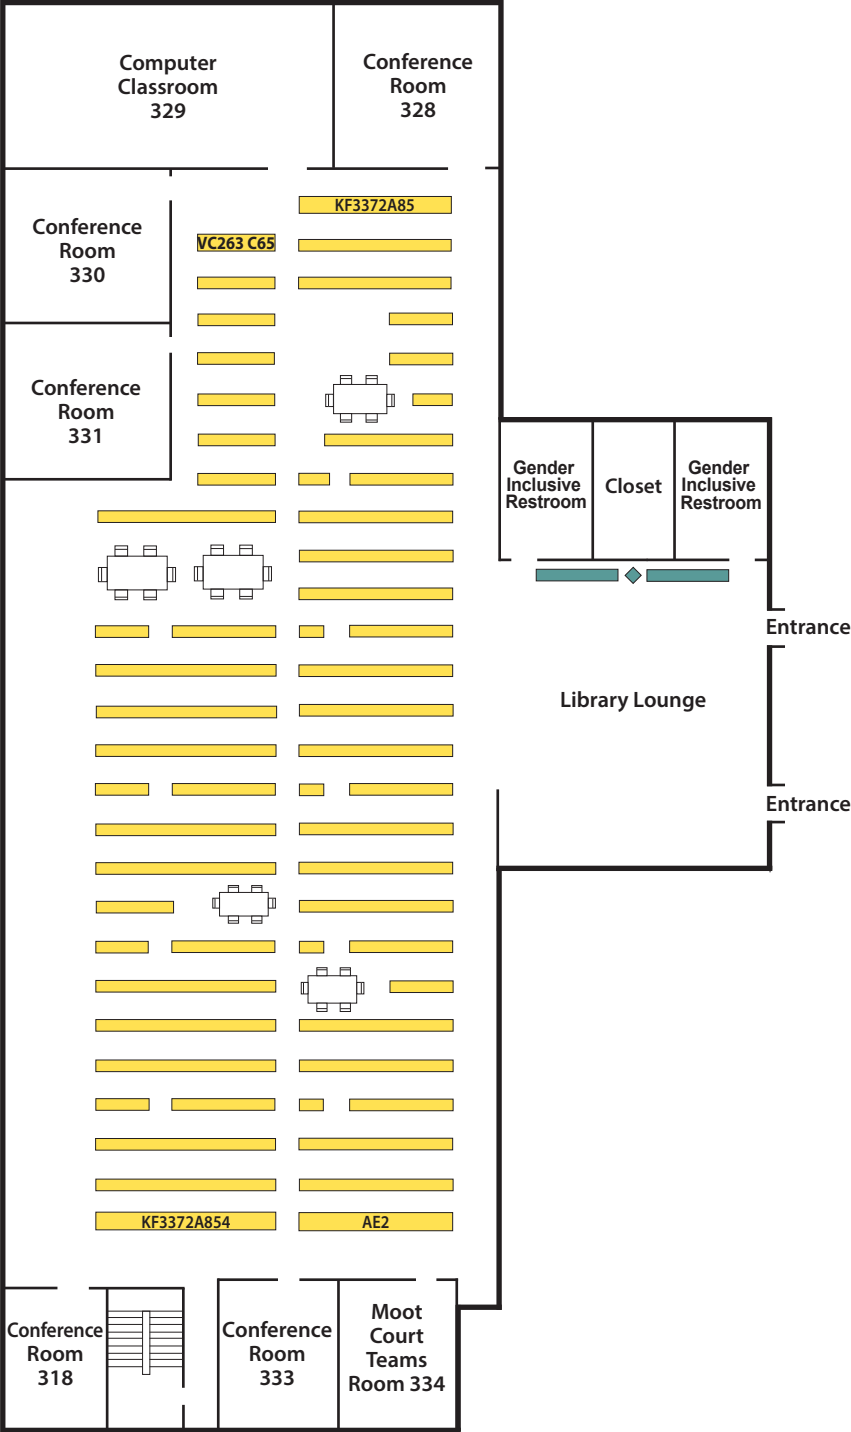 Computer
Classroom
329
Conference
Room
328
KF3372A85
Conference
Room
330
VC263 C65
Conference
Room
331
Gender
Inclusive
Restroom
Closet
Gender
Inclusive
Restroom
Entrance
Library Lounge
Entrance
KF3372A854
AE2
Conference
Room
318
Conference
Room
333
Moot
Court
Teams
Room 334